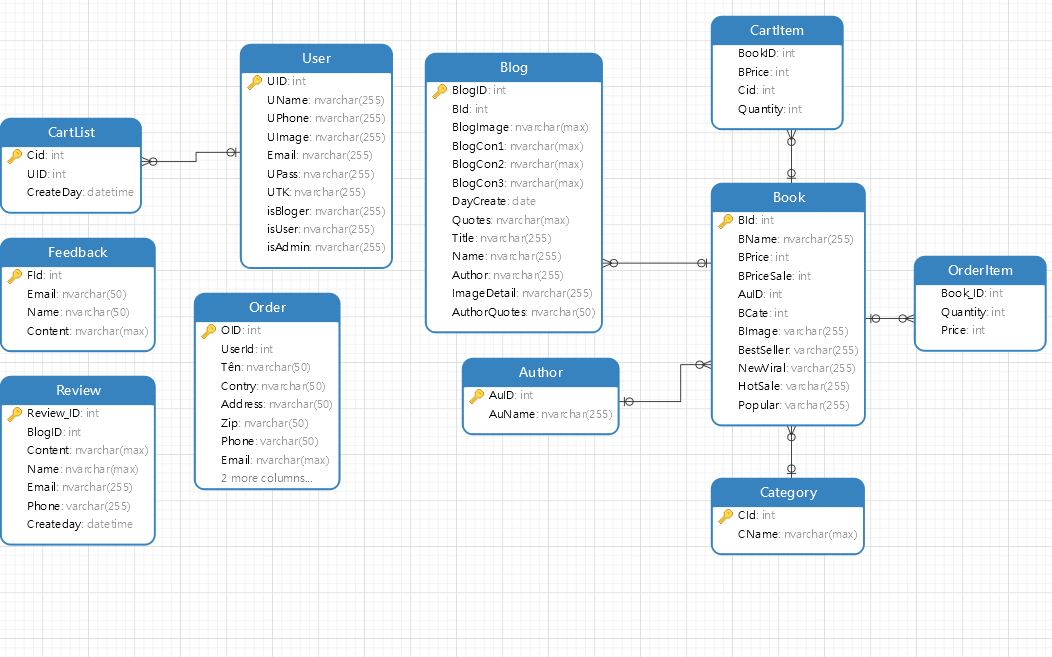 User
UID: int
UName: nvarchar(255)
UPhone: nvarchar(255)
UImage: nvarchar(255)
Email: nvarchar(255)
UPass: nvarchar(255)
UTK: nvarchar(255)
isBloger: nvarchar(255)
isUser: nvarchar(255)
isAdmin: nvarchar(255)
Blog
BlogID: int
BId: int
BlogImage: nvarchar(max)
BlogCon1: nvarchar(max)
BlogCon2: nvarchar(max)
BlogCon3: nvarchar(max)
DayCreate: date
Quotes: nvarchar(max)
Title: nvarchar(255)
Name: nvarchar(255)
Author: nvarchar(255)
ImageDetail: nvarchar(255)
AuthorQuotes: nvarchar(50)
CartItem
BookID: int
BPrice: int
Cid: int
Quantity: int
CartList
Cid: int
UID: int
CreateDay: datetime
Book
BId: int
BName: nvarchar(255)
BPrice: int
BPriceSale: int
AuID: int
BCate: int
BImage: varchar(255)
BestSeller: varchar(255)
NewViral: varchar(255)
HotSale: varchar(255)
Popular: varchar(255)
OrderItem
Book_ID: int
Quantity: int
Price: int
Feedback
FId: int
Email: nvarchar(50)
Name: nvarchar(50)
Content: nvarchar(max)
Order
OID: int
UserId: int
Tên: nvarchar(50)
Contry: nvarchar(50)
Address: nvarchar(50)
Zip: nvarchar(50)
Phone: varchar(50)
Email: nvarchar(max)
2 more columns...
Author
AuID: int
AuName: nvarchar(255)
Review
Review_ID: int
BlogID: int
Content: nvarchar(max)
Name: nvarchar(max)
Email: nvarchar(255)
Phone: varchar(255)
Createday: datetime
Category
CId: int
CName: nvarchar(max)